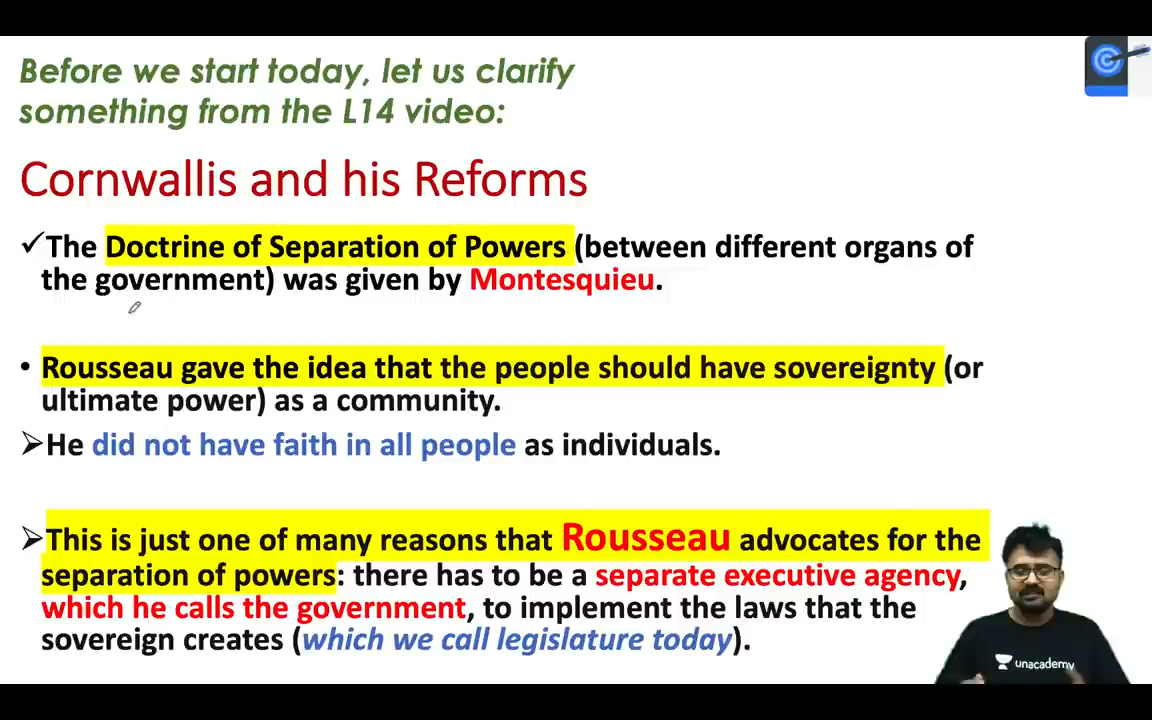 Before we start today, let us clarify
something from the L14 video:
Cornwallis and his Reforms
✓The Doctrine of Separation of Powers (between different organs of
the government) was given by Montesquieu.
• Rousseau gave the idea that the people should have sovereignty (or
ultimate power) as a community.
➢He did not have faith in all people as individuals.
➢This is just one of many reasons that Rousseau advocates for the
separation of powers: there has to be a separate executive agency,
which he calls the government, to implement the laws that the
sovereign creates (which we call legislature today).
unacademy